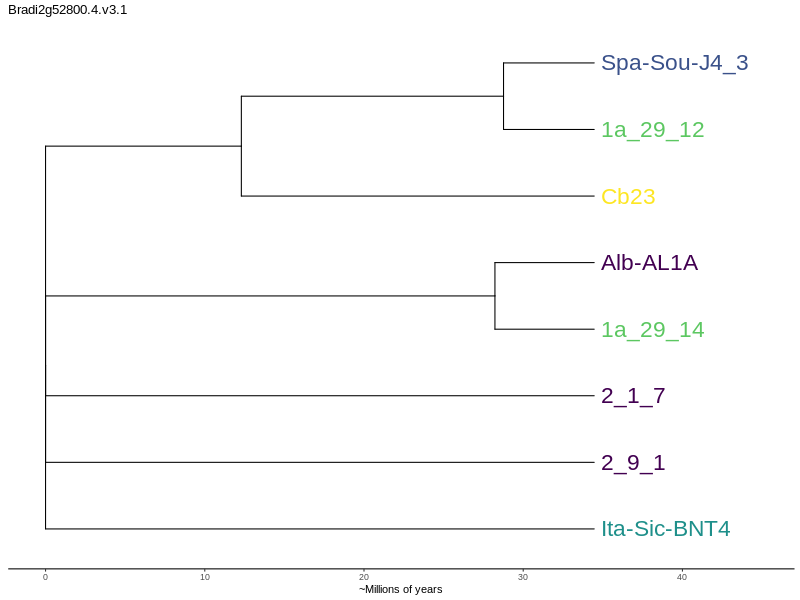 Bradi2g52800.4.v3.1
Spa-Sou-J4_3
1a_29_12
Cb23
Alb-AL1A
1a_29_14
2_1_7
2_9_1
Ita-Sic-BNT4
0 10 20 30 40
~Millions of years